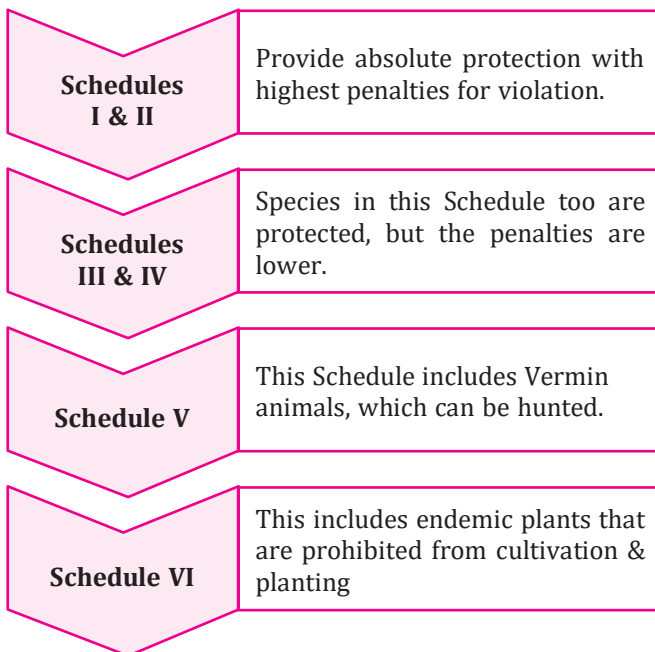 Schedules
I & II
Provide absolute protection with
highest penalties for violation.
Schedules
III & IV
Species in this Schedule too are
protected, but the penalties are
lower.
Schedule V
This Schedule includes Vermin
animals, which can be hunted.
Schedule VI
This includes endemic plants that
are prohibited from cultivation &
planting